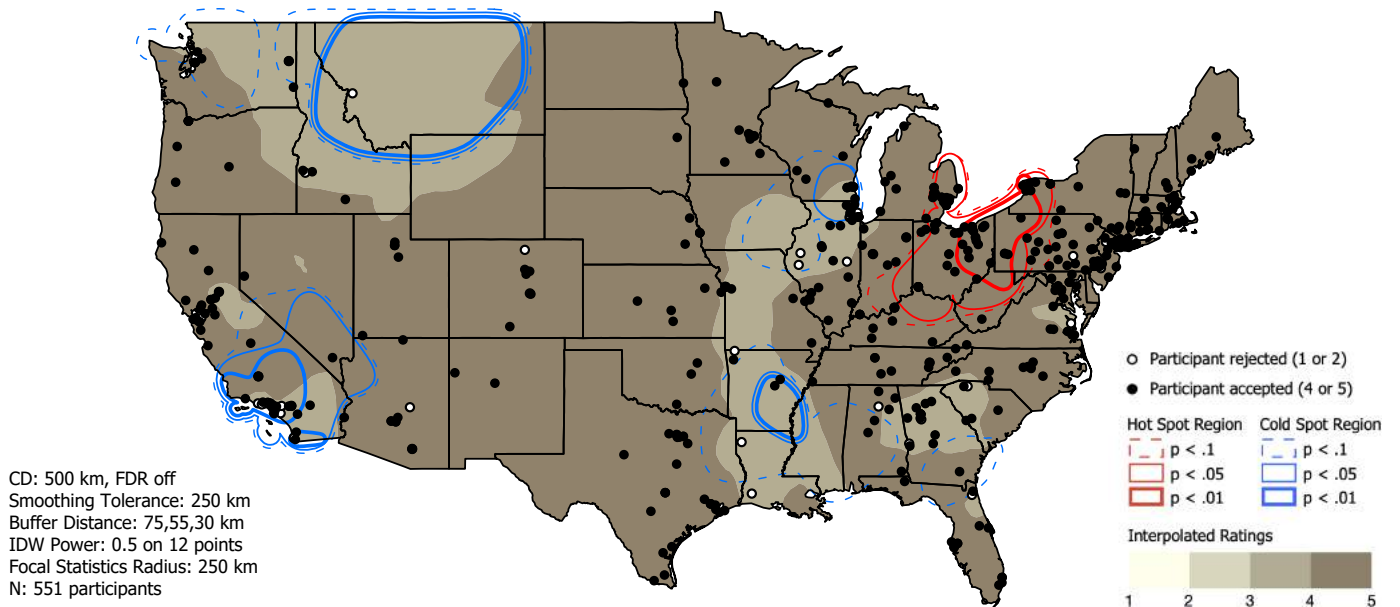 CD: 500 km, FDR off
Smoothing Tolerance: 250 km
Buffer Distance: 75,55,30 km
IDW Power: 0.5 on 12 points
Focal Statistics Radius: 250 km
N: 551 participants
Participant rejected (1 or 2)
Participant accepted (4 or 5)
Hot Spot Region Cold Spot Region
p < .1 p < .1
p < .05 p < .05
p < .01 p < .01
Interpolated Ratings
1 2 3 4 5